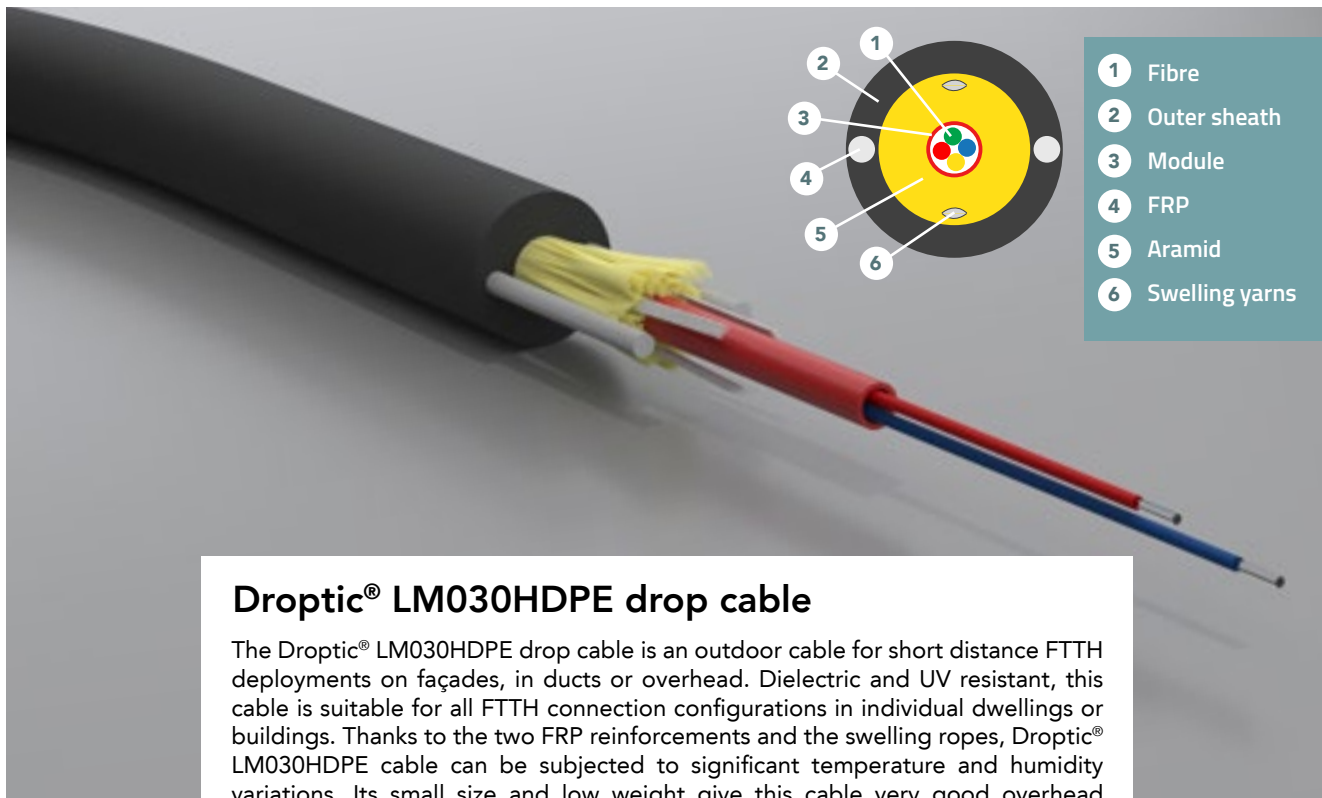 1
2
3
4
5
6
1 Fibre
2 Outer sheath
3 Module
4 FRP
5 Aramid
6 Swelling yarns
Droptic® LM030HDPE drop cable
The Droptic® LM030HDPE drop cable is an outdoor cable for short distance FTTH
deployments on façades, in ducts or overhead. Dielectric and UV resistant, this
cable is suitable for all FTTH connection configurations in individual dwellings or
buildings. Thanks to the two FRP reinforcements and the swelling ropes, Droptic®
LM030HDPE cable can be subjected to significant temperature and humidity
variations. Its small size and low weight give this cable very good overhead